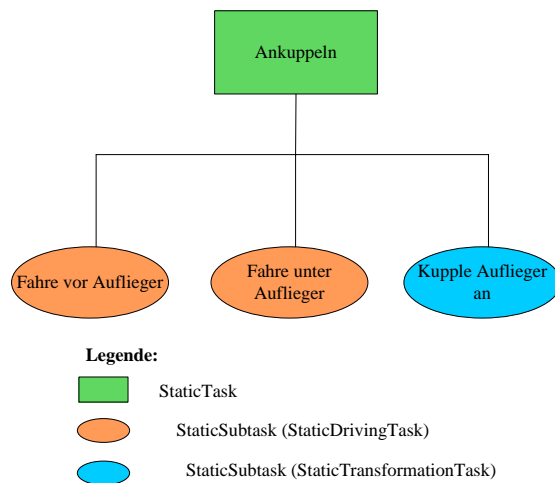 Ankuppeln
Fahre vor Auflieger
Fahre unter
Auflieger
Kupple Auflieger
an
Legende:
StaticTask
StaticSubtask (StaticDrivingTask)
StaticSubtask (StaticTransformationTask)